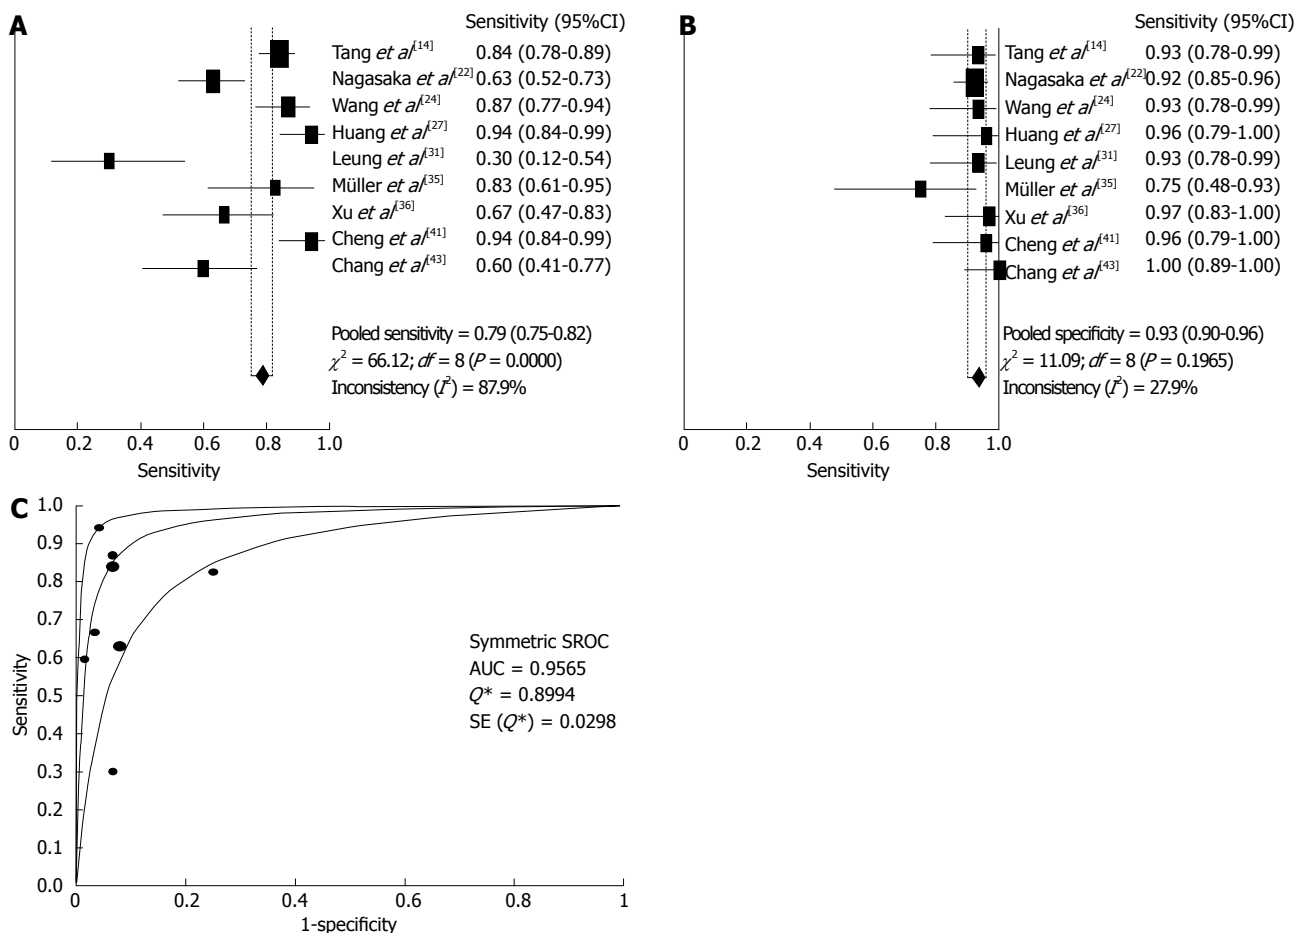 A
Sensitivity (95%CI)
Tang et al[14] 0.84 (0.78-0.89)
Nagasaka et al[22] 0.63 (0.52-0.73)
Wang et al[24] 0.87 (0.77-0.94)
Huang et al[27] 0.94 (0.84-0.99)
Leung et al[31] 0.30 (0.12-0.54)
Müller et al[35] 0.83 (0.61-0.95)
Xu et al[36] 0.67 (0.47-0.83)
Cheng et al[41] 0.94 (0.84-0.99)
Chang et al[43] 0.60 (0.41-0.77)
Pooled sensitivity = 0.79 (0.75-0.82)
χ2 = 66.12; df = 8 (P = 0.0000)
Inconsistency (I2) = 87.9%
0 0.2 0.4 0.6 0.8 1.0
Sensitivity
B
Sensitivity (95%CI)
Tang et al[14] 0.93 (0.78-0.99)
Nagasaka et al[22] 0.92 (0.85-0.96)
Wang et al[24] 0.93 (0.78-0.99)
Huang et al[27] 0.96 (0.79-1.00)
Leung et al[31] 0.93 (0.78-0.99)
Müller et al[35] 0.75 (0.48-0.93)
Xu et al[36] 0.97 (0.83-1.00)
Cheng et al[41] 0.96 (0.79-1.00)
Chang et al[43] 1.00 (0.89-1.00)
Pooled specificity = 0.93 (0.90-0.96)
χ2 = 11.09; df = 8 (P = 0.1965)
Inconsistency (I2) = 27.9%
0 0.2 0.4 0.6 0.8 1.0
Sensitivity
C
1.0
0.9
0.8
0.7
0.6
0.5
0.4
0.3
0.2
0.1
0.0
Sensitivity
Symmetric SROC
AUC = 0.9565
Q* = 0.8994
SE (Q*) = 0.0298
0 0.2 0.4 0.6 0.8 1
1-specificity